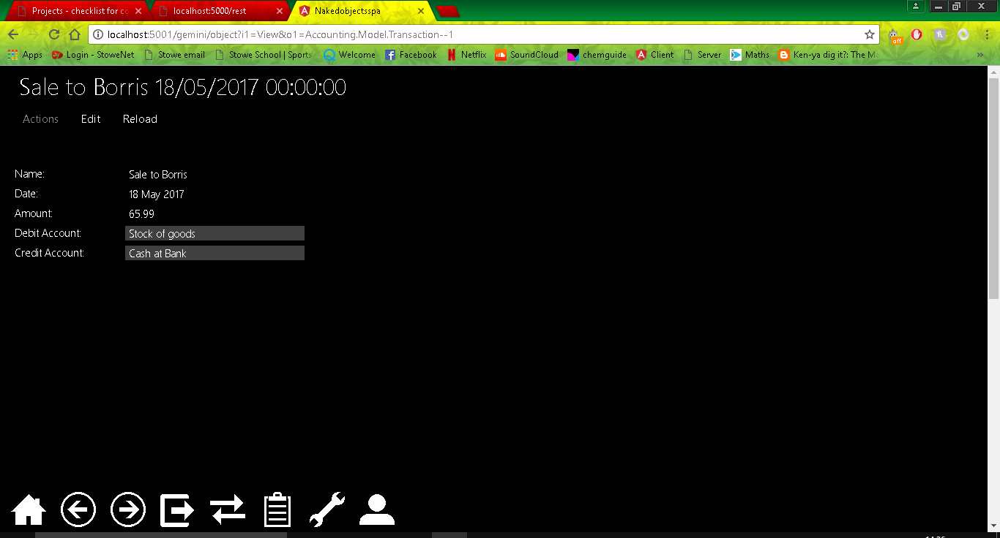 Projects - checklist for co
localhost:5000/rest
Nakedobjectsspa
localhost:5001/gemini/object?i1=View&o1=Accounting.Model.Transaction--1
off
Apps Login - StoweNet Stowe email Stowe School | Sports Welcome Facebook Netflix SoundCloud chemguide Client Server Maths Ken-ya dig it?: The Ma
Sale to Borris 18/05/2017 00:00:00
Actions Edit Reload
Name: Sale to Borris
Date: 18 May 2017
Amount: 65.99
Debit Account: Stock of goods
Credit Account: Cash at Bank